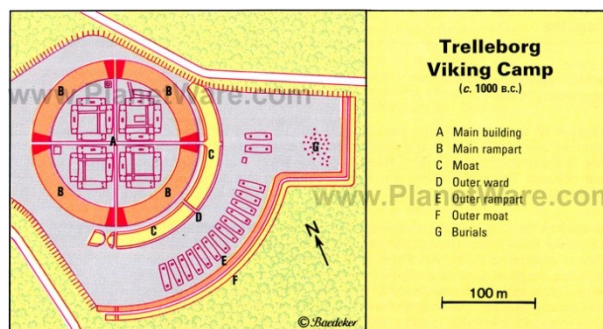 Trelleborg
Viking Camp
(c. 1000 B.C.)
A Main building
B Main rampart
C Moat
D Outer ward
E Outer rampart
F Outer moat
G Burials
100 m
B
B
A
B
B
C
C
D
E
F
G
N
© Baedeker
www.PlanetWare.com
www.PlanetWare.com